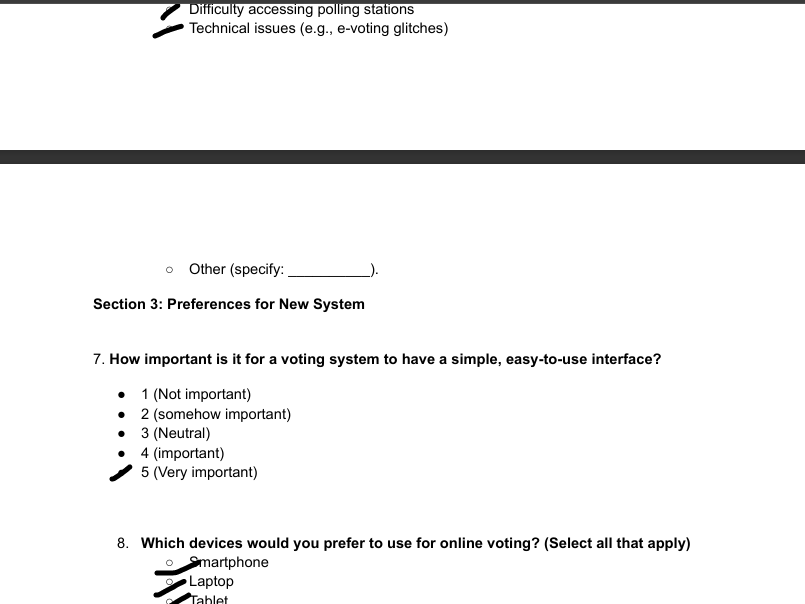 Difficulty accessing polling stations
Technical issues (e.g., e-voting glitches)
○ Other (specify: __________).
Section 3: Preferences for New System
7. How important is it for a voting system to have a simple, easy-to-use interface?
● 1 (Not important)
● 2 (somehow important)
● 3 (Neutral)
● 4 (important)
5 (Very important)
8. Which devices would you prefer to use for online voting? (Select all that apply)
○ Smartphone
○ Laptop
○ Tablet